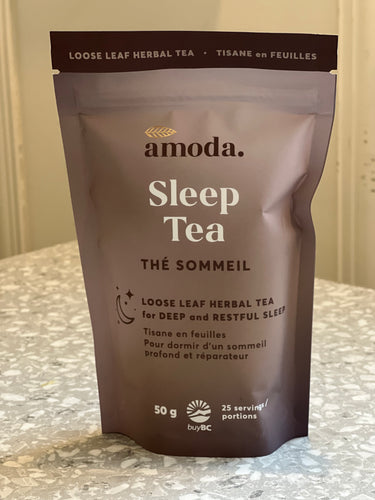 LOOSE LEAF HERBAL TEA · TISANE en FEUILLES
amoda.
Sleep
Tea
THÉ SOMMEIL
LOOSE LEAF HERBAL TEA
for DEEP and RESTFUL SLEEP
Tisane en feuilles
Pour dormir d'un sommeil
profond et réparateur
50 g
buyBC
25 servings/
portions